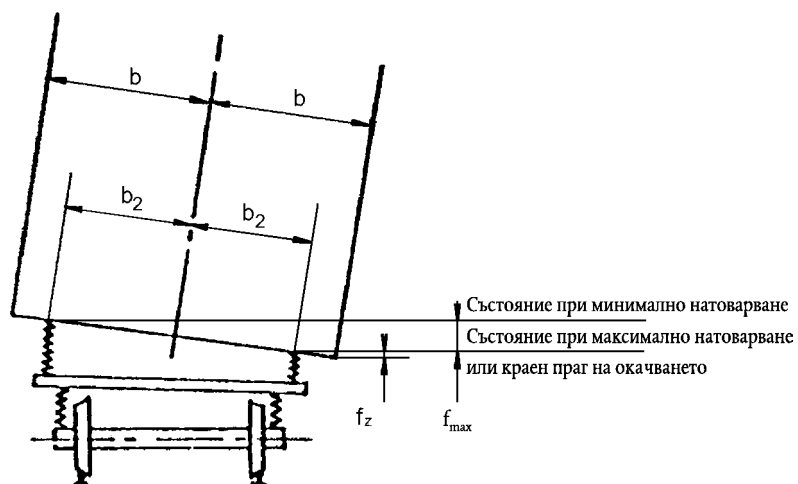 b
b
b2
b2
Състояние при минимално натоварване
Състояние при максимално натоварване
или краен праг на окачването
fz
fmax